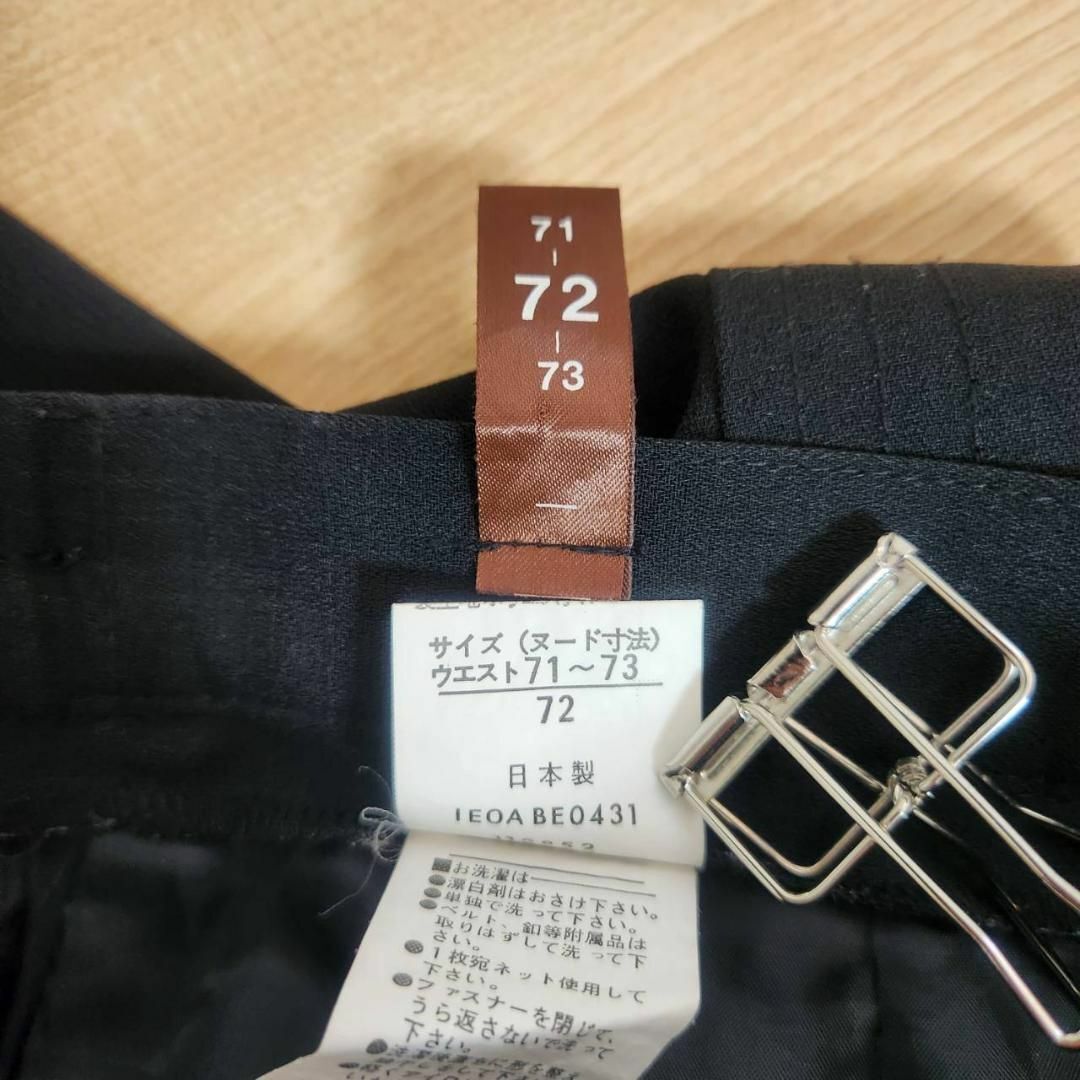 71
72
73
サイズ(ヌード寸法)
ウエスト71~73
72
日本製
IEOABE0431
お洗濯は
●漂白剤はおさけ下さい。
●単独で洗って下さい。
●ベルト、釦等附属品は
取りはずして洗って下
さい。
●1枚宛ネット使用して
下さい。
●ファスナーを閉じて、
うら返さないで洗って
下さい。